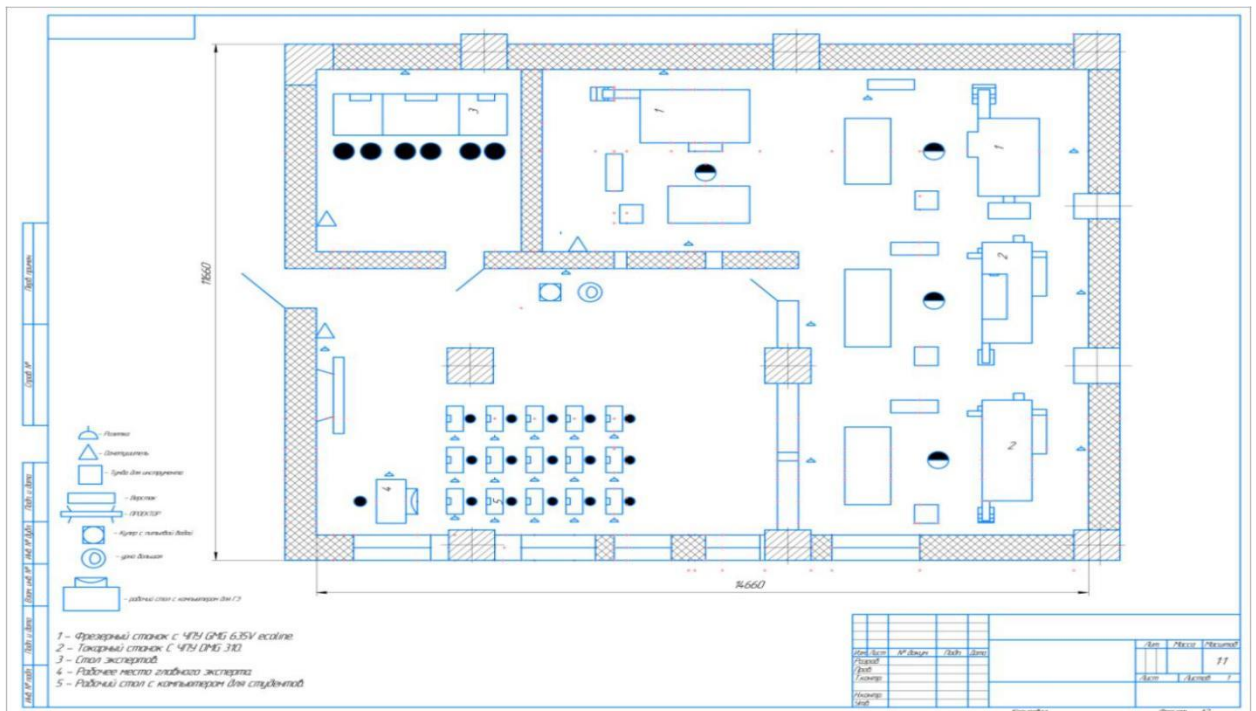 11660
3
1
1
2
2
4
5
14660
- Розетка
- Огнетушитель
- Тумба для инструмента
- Верстак
- ПРОЕКТОР
- Кулер с питьевой водой
- урна большая
- рабочий стол с компьютером для ГЭ
1 - Фрезерный станок с ЧПУ GMG 635V ecoline.
2 - Токарный станок С ЧПУ DMG 310.
3 - Стол экспертов.
4 - Рабочее место главного эксперта.
5 - Рабочий стол с компьютером для студентов.
Перв. примен.
Справ. №
Подп. и дата
Инв. № дубл.
Взам. инв. №
Подп. и дата
Инв. № подл.
Изм. Лист № докум. Подп. Дата
Разраб.
Пров.
Т.контр.
Н.контр.
Утв.
Лит. Масса Масштаб
1:1
Лист Листов 1